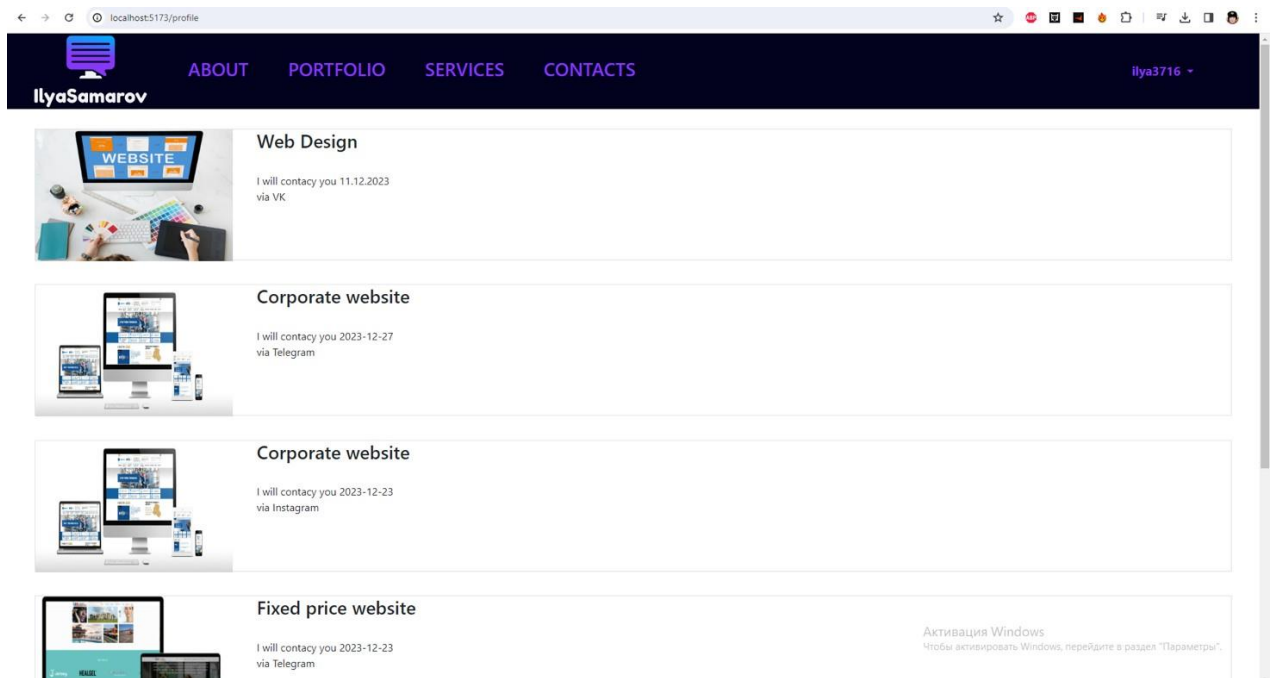 localhost:5173/profile
IlyaSamarov
ABOUT
PORTFOLIO
SERVICES
CONTACTS
ilya3716
WEBSITE
Web Design
I will contacy you 11.12.2023
via VK
Corporate website
I will contacy you 2023-12-27
via Telegram
Corporate website
I will contacy you 2023-12-23
via Instagram
Fixed price website
I will contacy you 2023-12-23
via Telegram
Активация Windows
Чтобы активировать Windows, перейдите в раздел "Параметры".